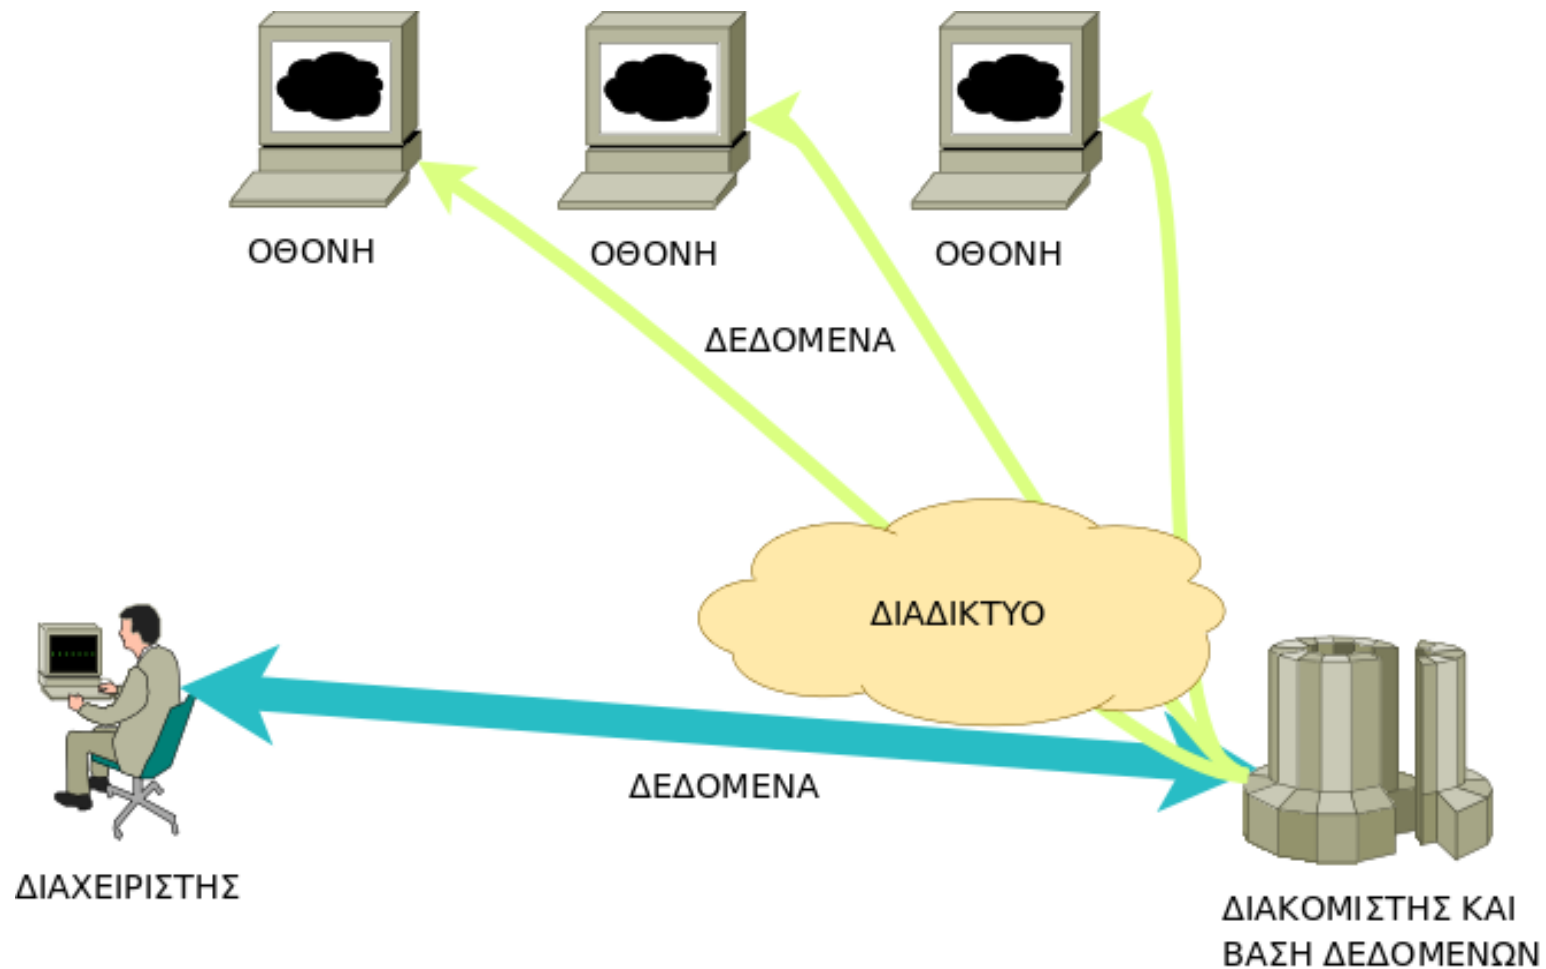 ΟΘΟΝΗ
ΟΘΟΝΗ
ΟΘΟΝΗ
ΔΕΔΟΜΕΝΑ
ΔΙΑΔΙΚΤΥΟ
ΔΕΔΟΜΕΝΑ
ΔΙΑΧΕΙΡΙΣΤΗΣ
ΔΙΑΚΟΜΙΣΤΗΣ ΚΑΙ
ΒΑΣΗ ΔΕΔΟΜΕΝΩΝ